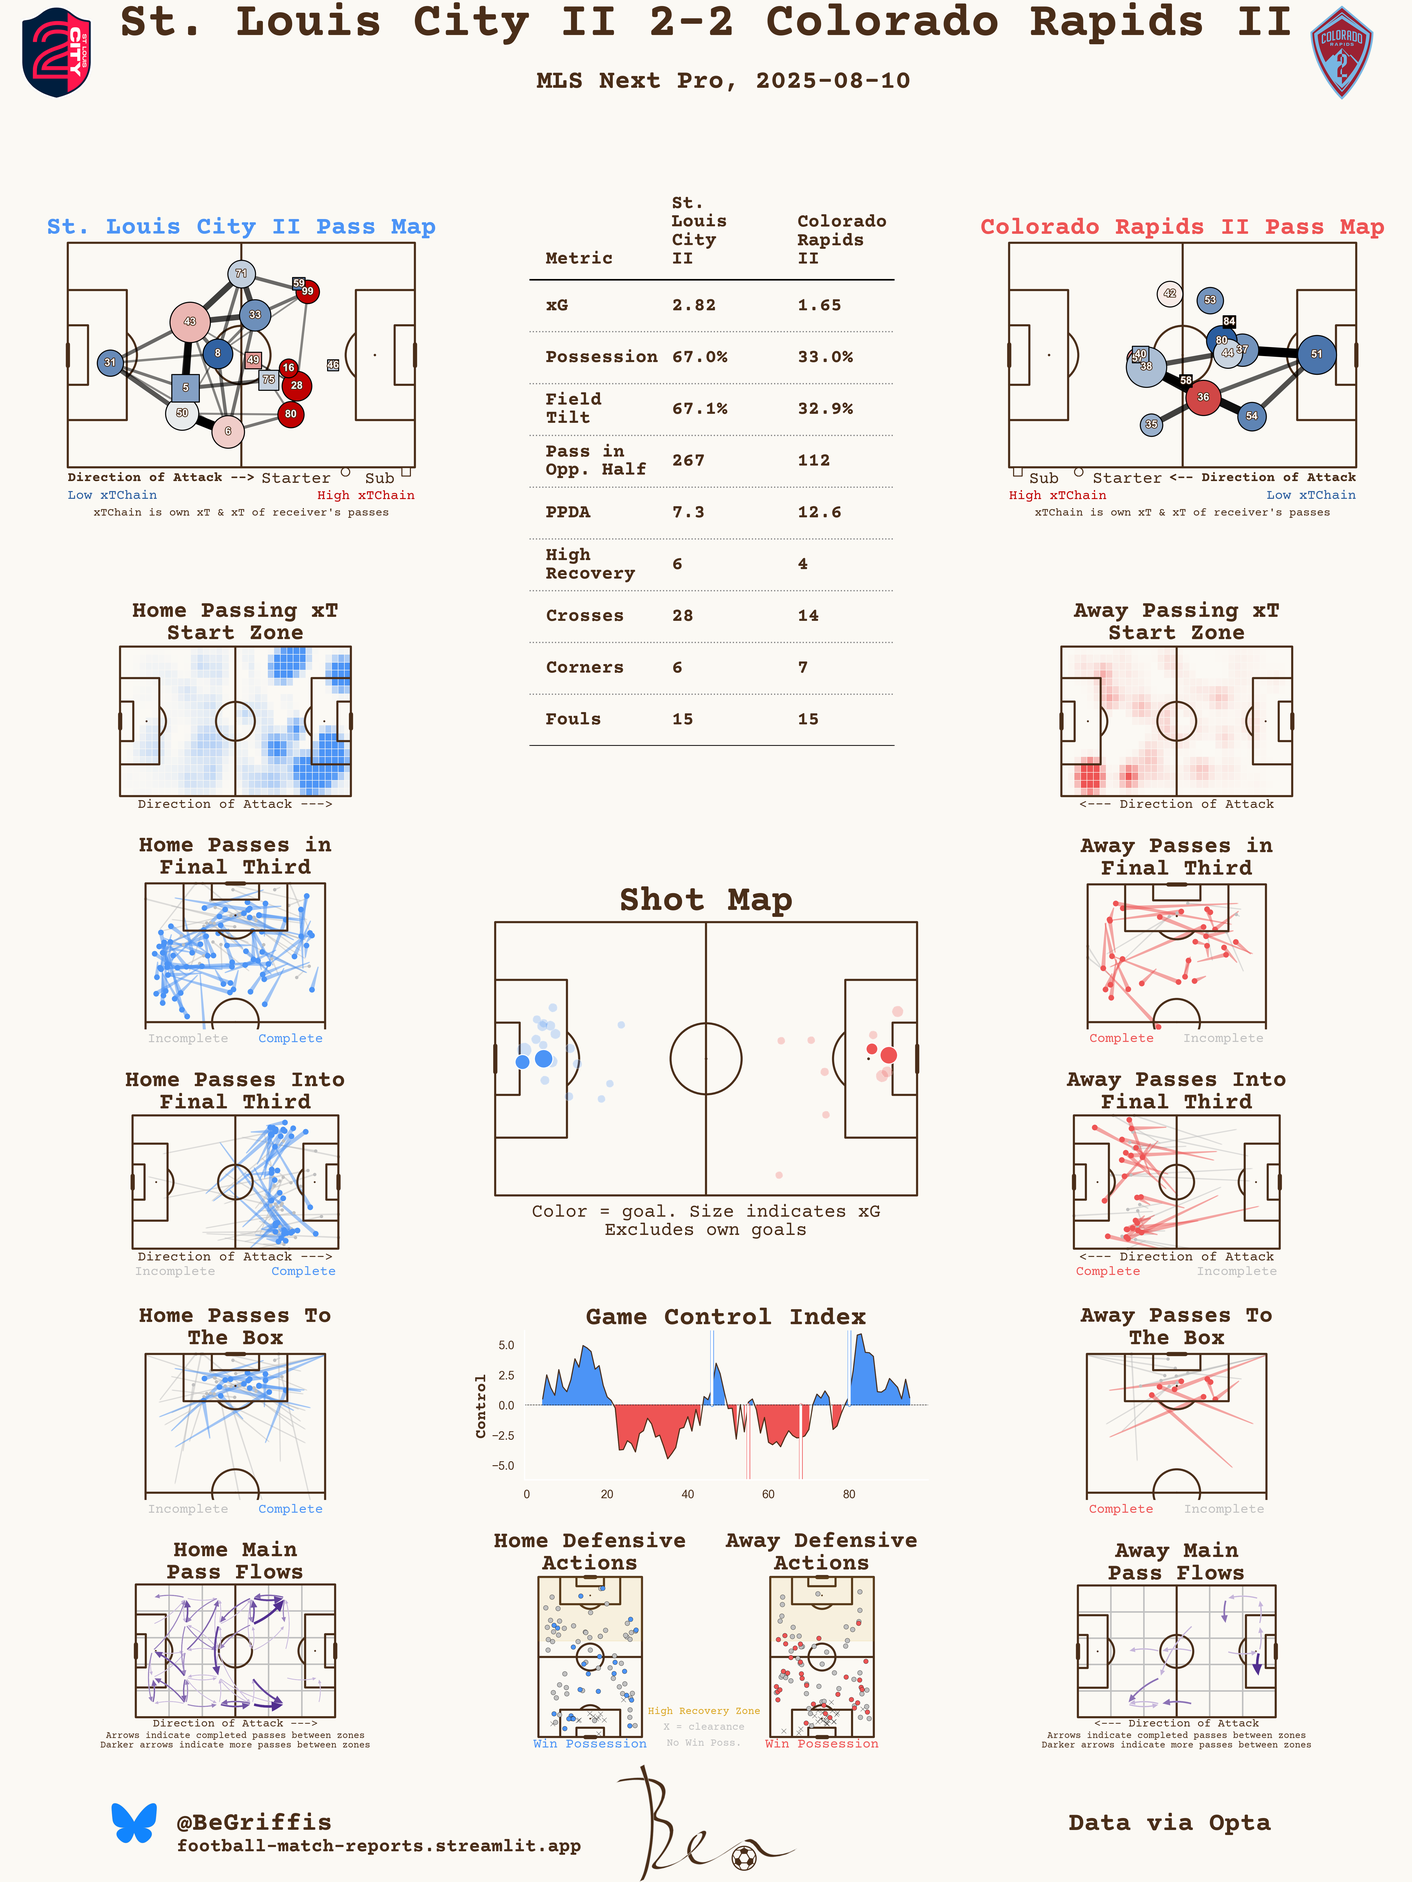 St. Louis City II 2-2 Colorado Rapids II
MLS Next Pro, 2025-08-10
CITY
ST LOUIS
COLORADO
RAPIDS
2
St. Louis City II Pass Map
71
59
99
43
33
8
31
49
16
46
75
5
28
50
80
6
Direction of Attack --> Starter Sub
Low xTChain High xTChain
xTChain is own xT & xT of receiver's passes
Metric
St.
Louis
City
II
Colorado
Rapids
II
xG 2.82 1.65
Possession 67.0% 33.0%
Field
Tilt 67.1% 32.9%
Pass in
Opp. Half 267 112
PPDA 7.3 12.6
High
Recovery 6 4
Crosses 28 14
Corners 6 7
Fouls 15 15
Colorado Rapids II Pass Map
42
53
84
80
37
44
51
40
38
58
36
54
35
Sub Starter <-- Direction of Attack
High xTChain Low xTChain
xTChain is own xT & xT of receiver's passes
Home Passing xT
Start Zone
Direction of Attack --->
Away Passing xT
Start Zone
<--- Direction of Attack
Home Passes in
Final Third
Incomplete Complete
Away Passes in
Final Third
Complete Incomplete
Shot Map
Color = goal. Size indicates xG
Excludes own goals
Home Passes Into
Final Third
Direction of Attack --->
Incomplete Complete
Away Passes Into
Final Third
<--- Direction of Attack
Complete Incomplete
Home Passes To
The Box
Incomplete Complete
Game Control Index
Control
5.0
2.5
0.0
−2.5
−5.0
0 20 40 60 80
Away Passes To
The Box
Complete Incomplete
Home Main
Pass Flows
Direction of Attack --->
Arrows indicate completed passes between zones
Darker arrows indicate more passes between zones
Home Defensive
Actions
Win Possession
High Recovery Zone
X = clearance
No Win Poss.
Away Defensive
Actions
Win Possession
Away Main
Pass Flows
<--- Direction of Attack
Arrows indicate completed passes between zones
Darker arrows indicate more passes between zones
@BeGriffis
football-match-reports.streamlit.app
Ben
Data via Opta